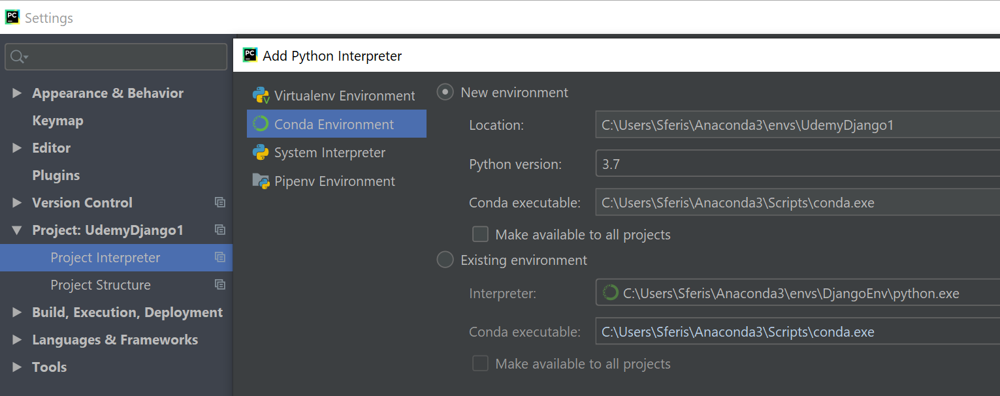 PC Settings
PC Add Python Interpreter
Appearance & Behavior
Keymap
Editor
Plugins
Version Control
Project: UdemyDjango1
Project Interpreter
Project Structure
Build, Execution, Deployment
Languages & Frameworks
Tools
Virtualenv Environment
Conda Environment
System Interpreter
Pipenv Environment
New environment
Location: C:\Users\Sferis\Anaconda3\envs\UdemyDjango1
Python version: 3.7
Conda executable: C:\Users\Sferis\Anaconda3\Scripts\conda.exe
Make available to all projects
Existing environment
Interpreter: C:\Users\Sferis\Anaconda3\envs\DjangoEnv\python.exe
Conda executable: C:\Users\Sferis\Anaconda3\Scripts\conda.exe
Make available to all projects